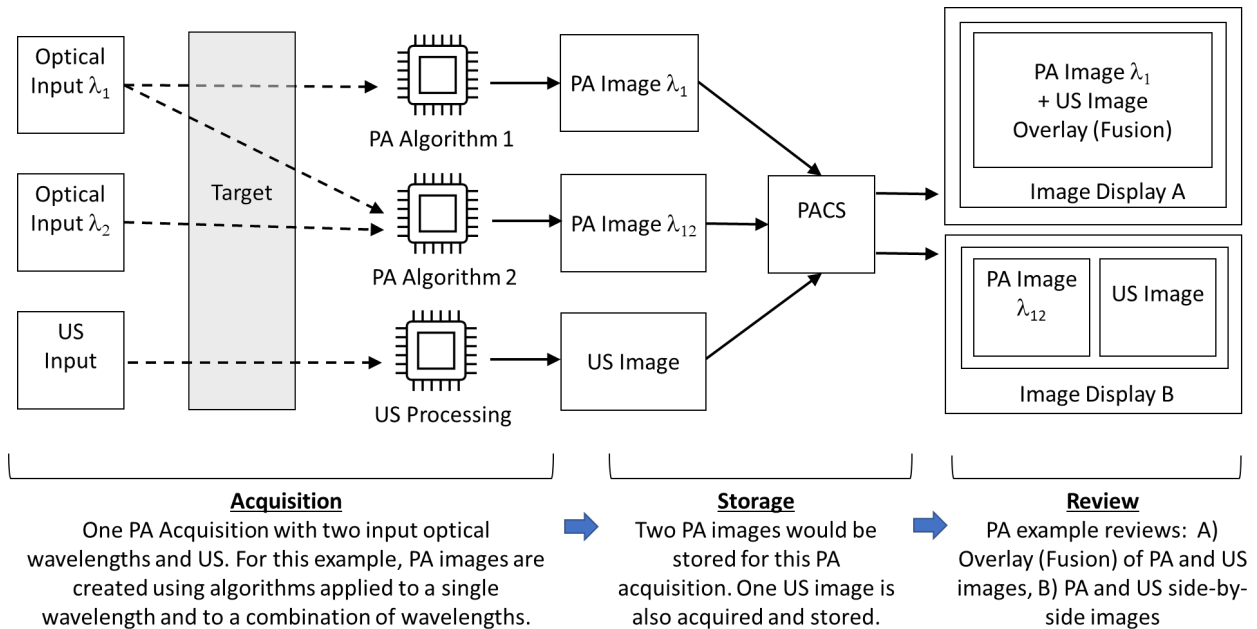 Optical
Input λ1
Optical
Input λ2
US
Input
Target
PA Algorithm 1
PA Algorithm 2
US Processing
PA Image λ1
PA Image λ12
US Image
PACS
PA Image λ1
+ US Image
Overlay (Fusion)
Image Display A
PA Image
λ12
US Image
Image Display B
Acquisition
One PA Acquisition with two input optical
wavelengths and US. For this example, PA images are
created using algorithms applied to a single
wavelength and to a combination of wavelengths.
Storage
Two PA images would be
stored for this PA
acquisition. One US image is
also acquired and stored.
Review
PA example reviews: A)
Overlay (Fusion) of PA and US
images, B) PA and US side-by-
side images